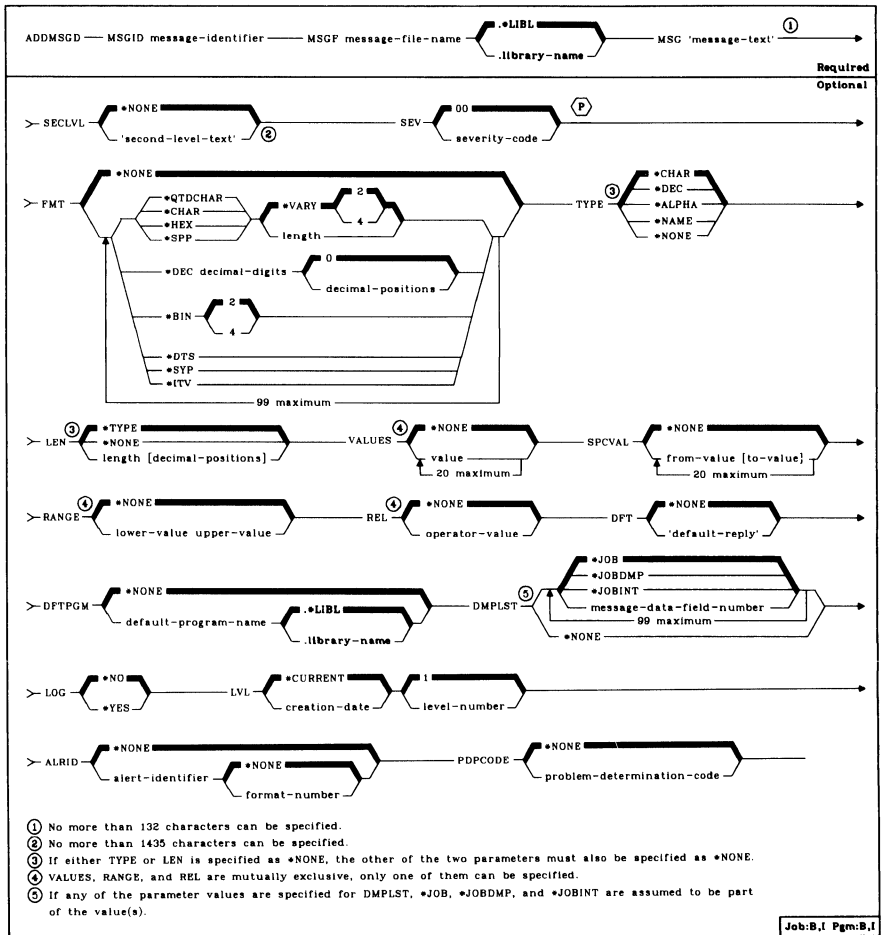 ADDMSGD MSGID message-identifier MSGF message-file-name .*LIBL MSG 'message-text' ①
.library-name
Required
Optional
SECLVL *NONE SEV 00 P
'second-level-text' ② severity-code
FMT *NONE TYPE ③ *CHAR
*DEC
*ALPHA
*NAME
*NONE
*QTDCHAR
*CHAR
*HEX
*SPP
*VARY 2
4
length
*DEC decimal-digits 0
decimal-positions
*BIN 2
4
*DTS
*SYP
*ITV
99 maximum
LEN ③ *TYPE
*NONE
length [decimal-positions]
VALUES ④ *NONE
value
20 maximum
SPCVAL *NONE
from-value [to-value]
20 maximum
RANGE ④ *NONE
lower-value upper-value
REL ④ *NONE
operator-value
DFT *NONE
'default-reply'
DFTPGM *NONE
default-program-name .*LIBL
.library-name
DMPLST ⑤ *JOB
*JOBDMP
*JOBINT
message-data-field-number
99 maximum
*NONE
LOG *NO
*YES
LVL *CURRENT
creation-date
1
level-number
ALRID *NONE
alert-identifier *NONE
format-number
PDPCODE *NONE
problem-determination-code
① No more than 132 characters can be specified.
② No more than 1435 characters can be specified.
③ If either TYPE or LEN is specified as *NONE, the other of the two parameters must also be specified as *NONE.
④ VALUES, RANGE, and REL are mutually exclusive, only one of them can be specified.
⑤ If any of the parameter values are specified for DMPLST, *JOB, *JOBDMP, and *JOBINT are assumed to be part
of the value(s).
Job:B,I Pgm:B,I